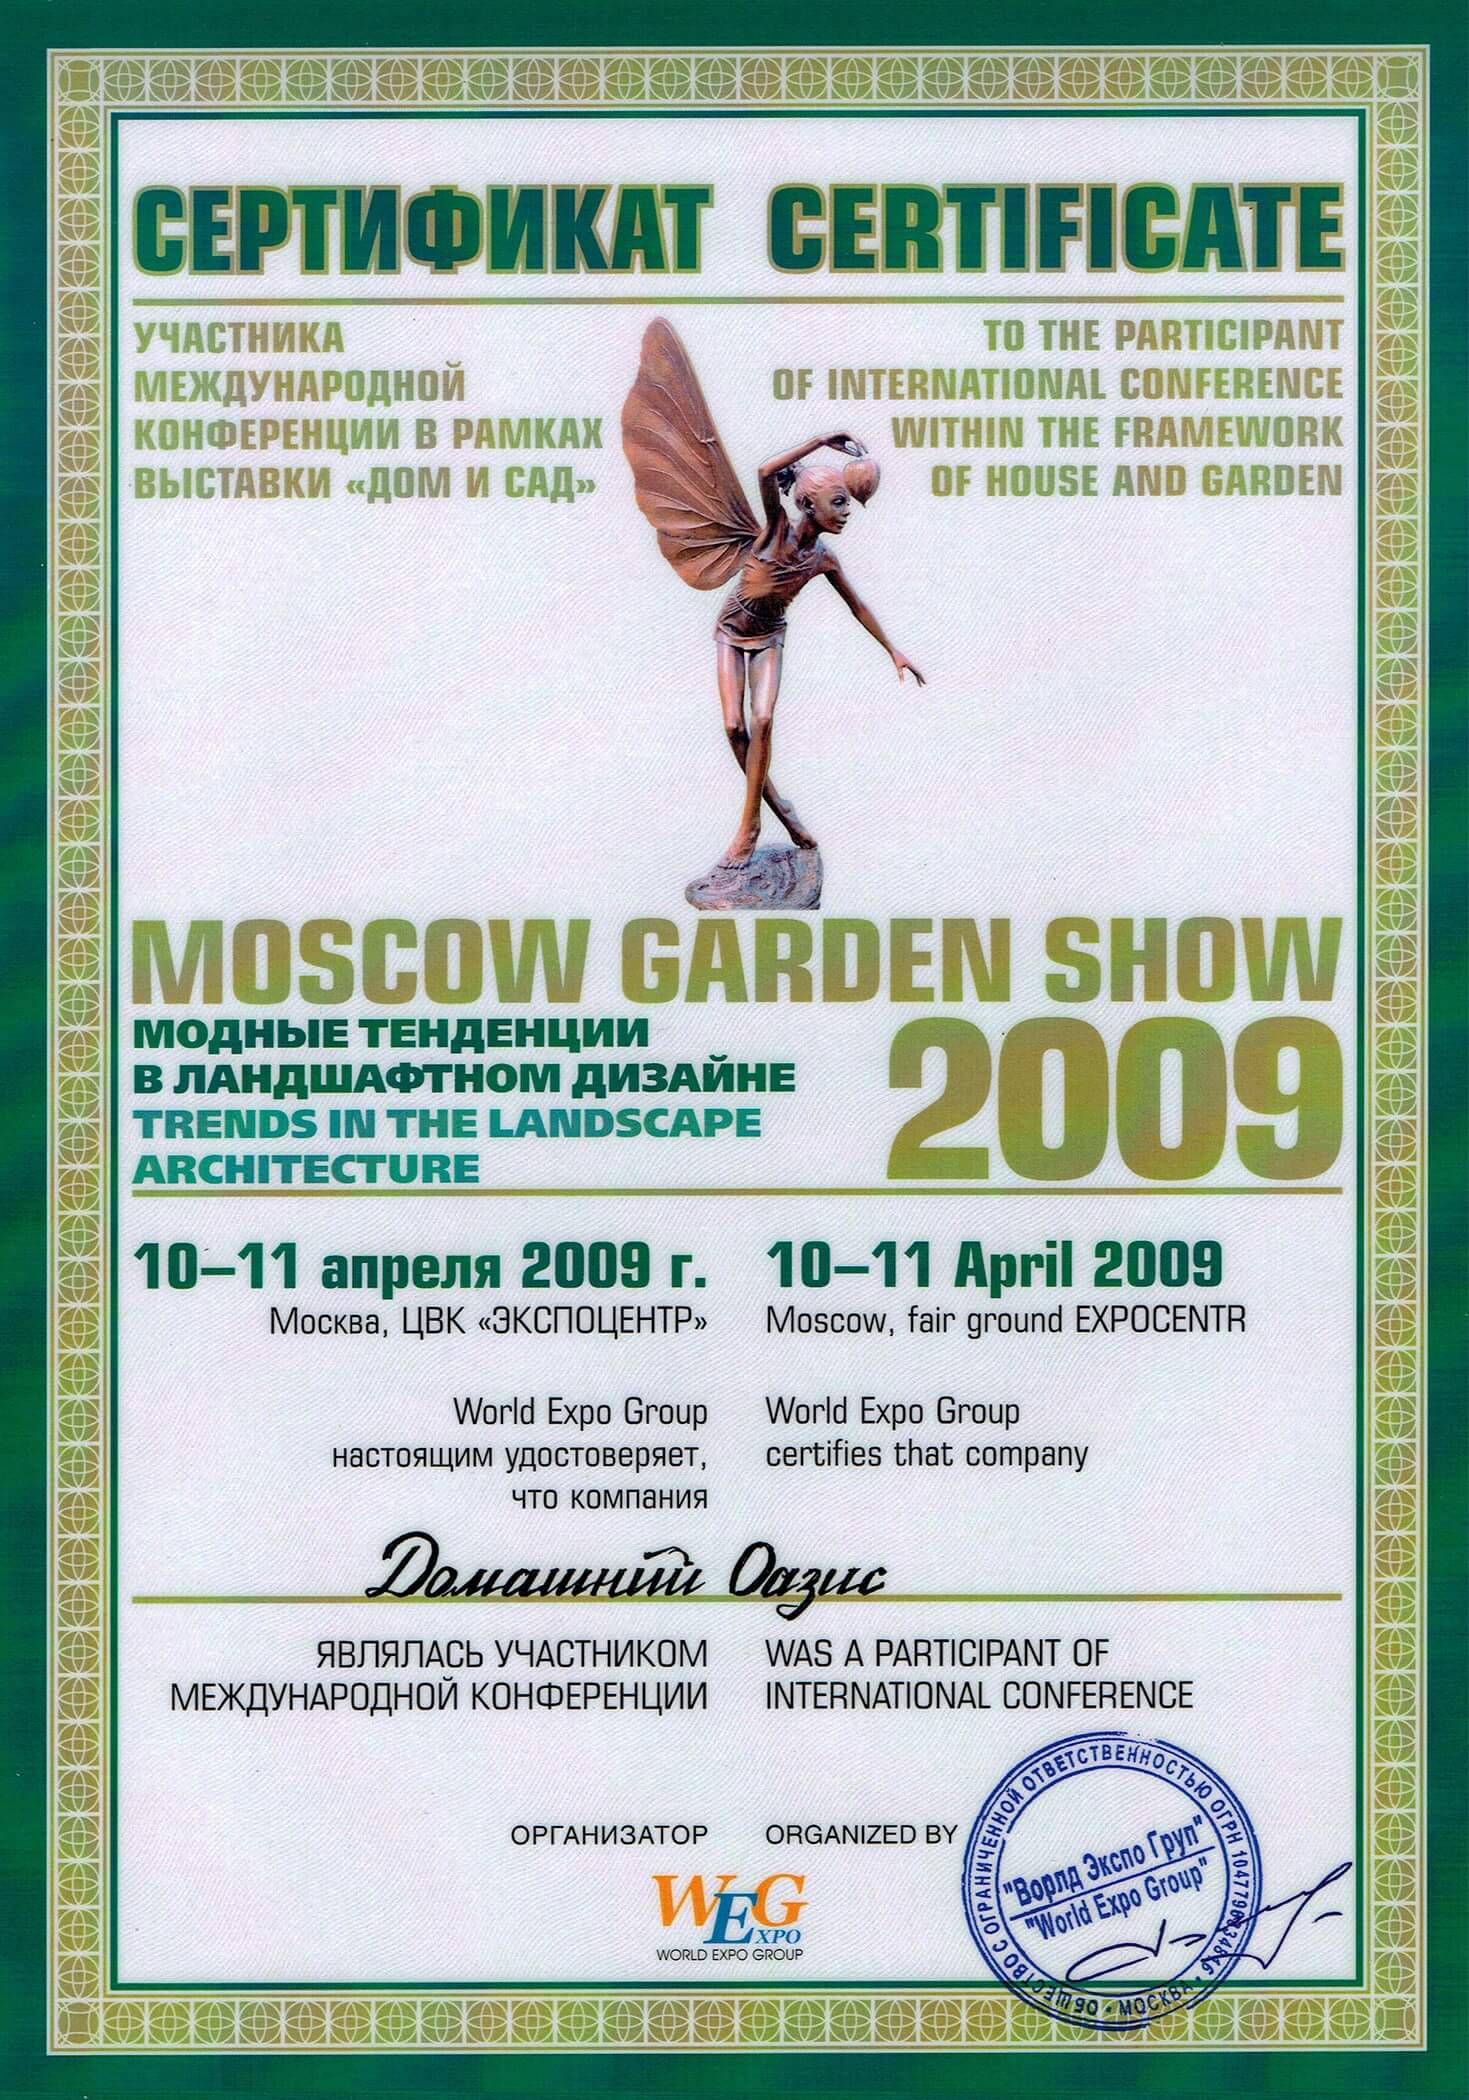 СЕРТИФИКАТ CERTIFICATE
УЧАСТНИКА
МЕЖДУНАРОДНОЙ
КОНФЕРЕНЦИИ В РАМКАХ
ВЫСТАВКИ «ДОМ И САД»
TO THE PARTICIPANT
OF INTERNATIONAL CONFERENCE
WITHIN THE FRAMEWORK
OF HOUSE AND GARDEN
MOSCOW GARDEN SHOW
2009
МОДНЫЕ ТЕНДЕНЦИИ
В ЛАНДШАФТНОМ ДИЗАЙНЕ
TRENDS IN THE LANDSCAPE
ARCHITECTURE
10–11 апреля 2009 г.
Москва, ЦВК «ЭКСПОЦЕНТР»
10–11 April 2009
Moscow, fair ground EXPOCENTR
World Expo Group
настоящим удостоверяет,
что компания
World Expo Group
certifies that company
Домашний Оазис
ЯВЛЯЛАСЬ УЧАСТНИКОМ
МЕЖДУНАРОДНОЙ КОНФЕРЕНЦИИ
WAS A PARTICIPANT OF
INTERNATIONAL CONFERENCE
ОРГАНИЗАТОР
ORGANIZED BY
WEG
EXPO
WORLD EXPO GROUP
ОБЩЕСТВО С ОГРАНИЧЕННОЙ ОТВЕТСТВЕННОСТЬЮ ОГРН
"Ворлд Экспо Груп"
"World Expo Group"
МОСКВА